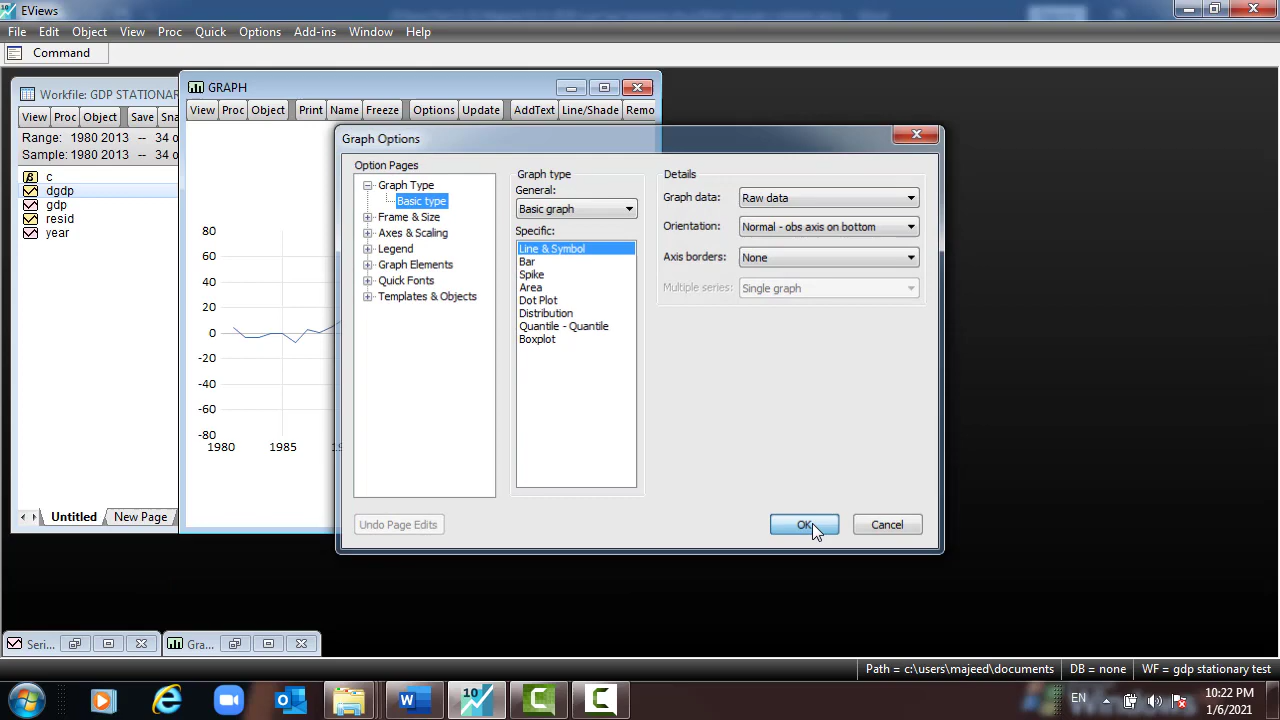 10 EViews
File Edit Object View Proc Quick Options Add-ins Window Help
Command
Workfile: GDP STATIONAR
View Proc Object Save Sna
Range: 1980 2013 -- 34 o
Sample: 1980 2013 -- 34 o
β c
dgdp
gdp
resid
year
Untitled New Page
GRAPH
View Proc Object Print Name Freeze Options Update AddText Line/Shade Remo
80
60
40
20
0
-20
-40
-60
-80
1980 1985
Graph Options
Option Pages
Graph Type
Basic type
Frame & Size
Axes & Scaling
Legend
Graph Elements
Quick Fonts
Templates & Objects
Undo Page Edits
Graph type
General:
Basic graph
Specific:
Line & Symbol
Bar
Spike
Area
Dot Plot
Distribution
Quantile - Quantile
Boxplot
Details
Graph data: Raw data
Orientation: Normal - obs axis on bottom
Axis borders: None
Multiple series: Single graph
OK Cancel
Seri... Gra...
Path = c:\users\majeed\documents DB = none WF = gdp stationary test
W 10 C C EN 10:22 PM
1/6/2021